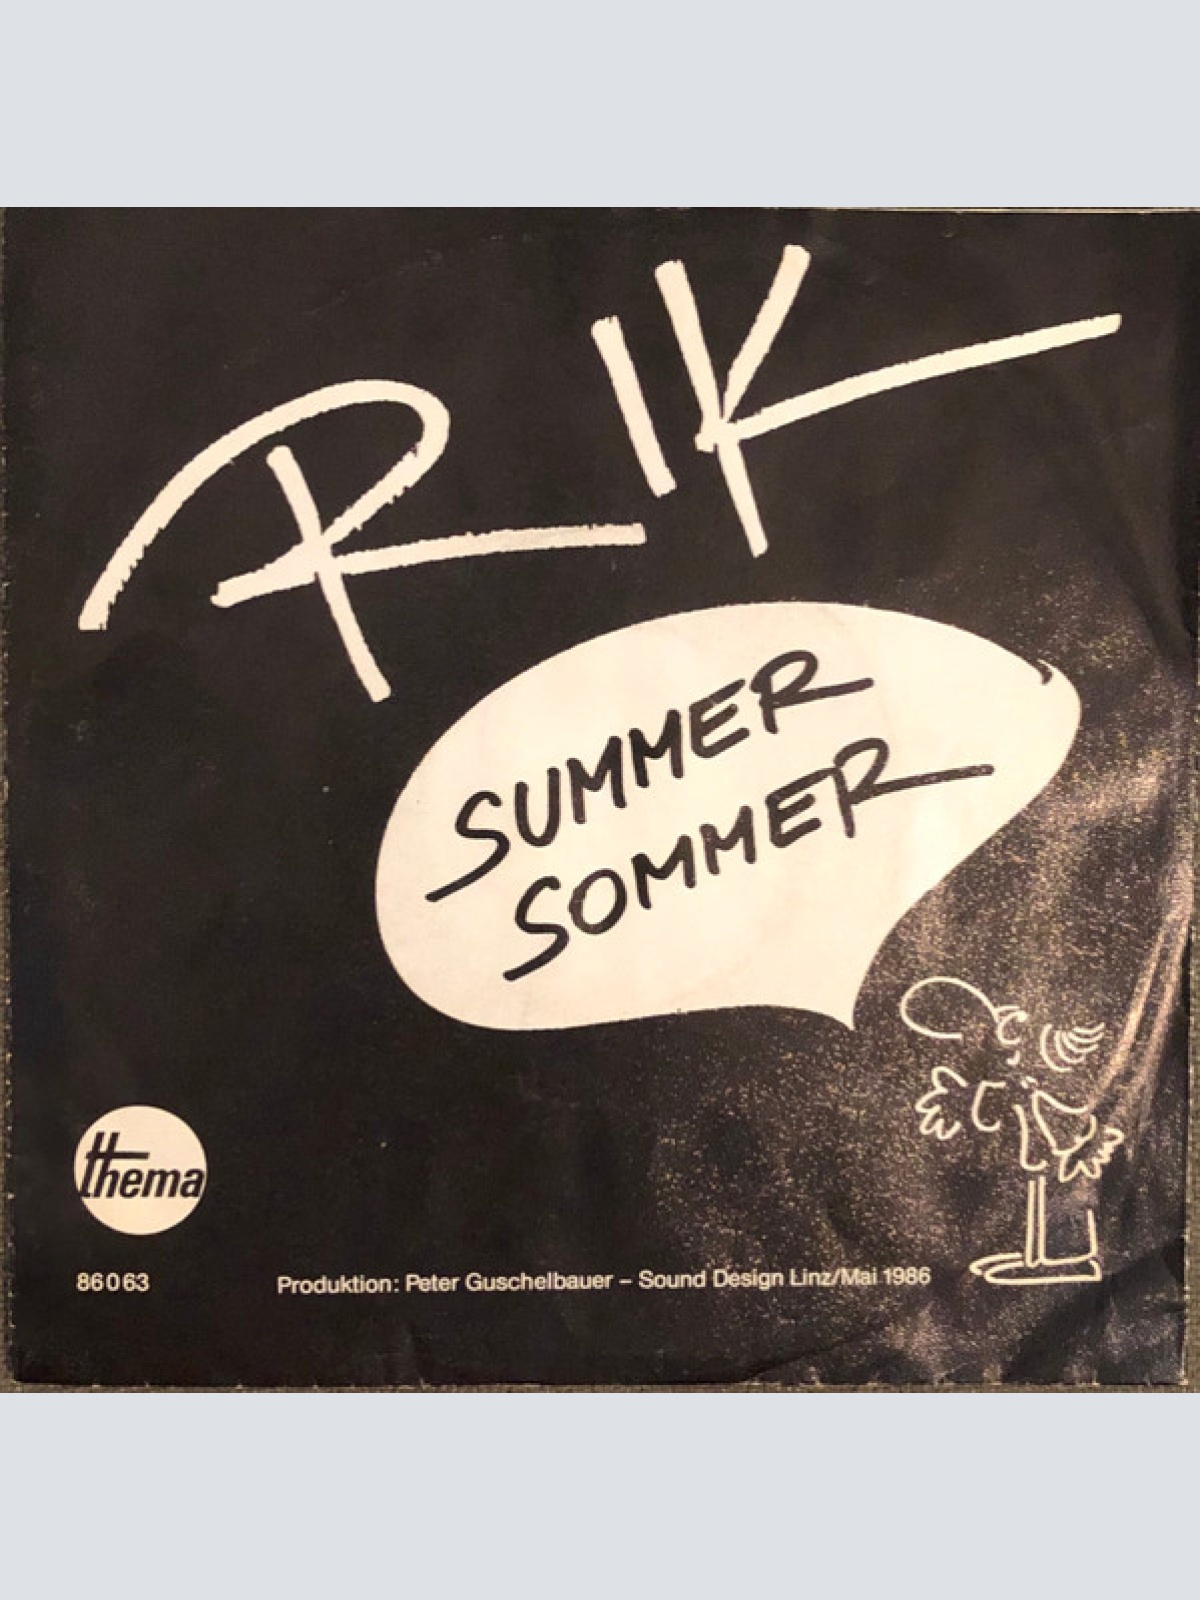 RIK
SUMMER
SOMMER
thema
86063
Produktion: Peter Guschelbauer – Sound Design Linz/Mai 1986